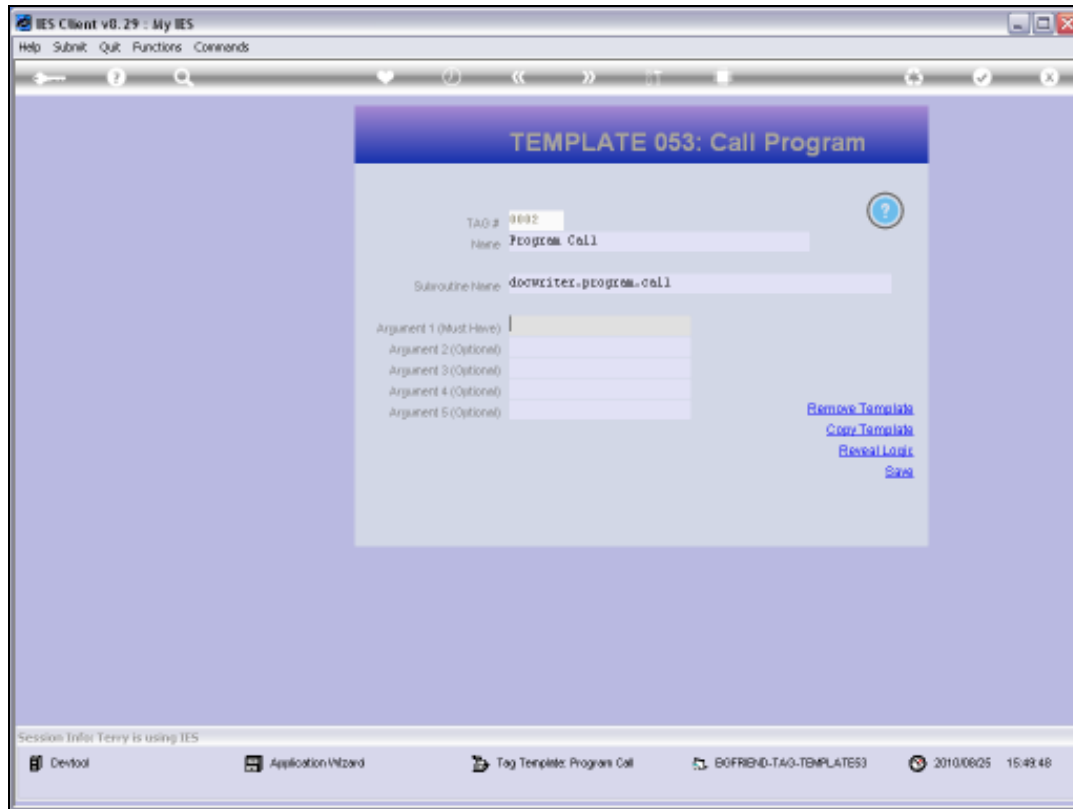 IES Client v8.29 : My IES
Help Submit Quit Functions Commands
TEMPLATE 053: Call Program
TAG # 0002
Name Program Call
Subroutine Name docwriter.program.call
Argument 1 (Must Have)
Argument 2 (Optional)
Argument 3 (Optional)
Argument 4 (Optional)
Argument 5 (Optional)
Remove Template
Copy Template
Reveal Logic
Save
Session Info: Terry is using IES
Devtool Application Wizard Tag Template: Program Call BGFRIEND-TAG-TEMPLATE53 2010/08/25 15:49:48